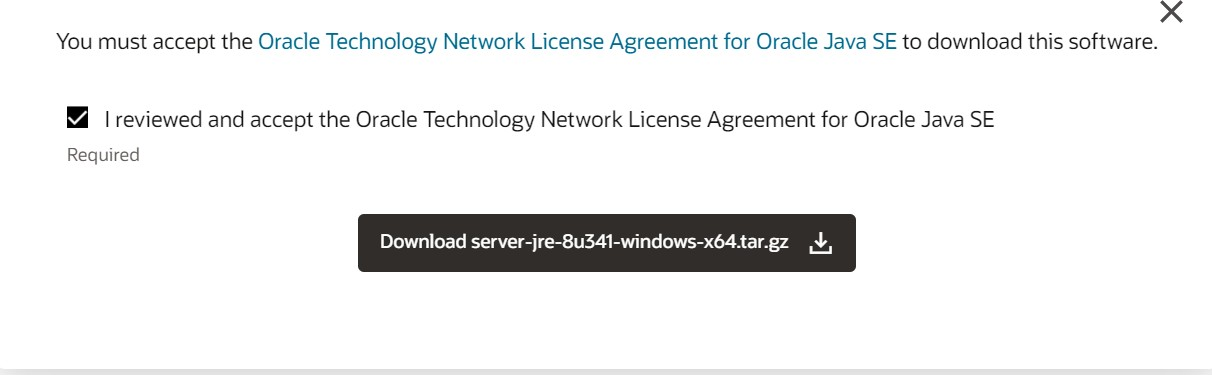 You must accept the Oracle Technology Network License Agreement for Oracle Java SE to download this software.
I reviewed and accept the Oracle Technology Network License Agreement for Oracle Java SE
Required
Download server-jre-8u341-windows-x64.tar.gz